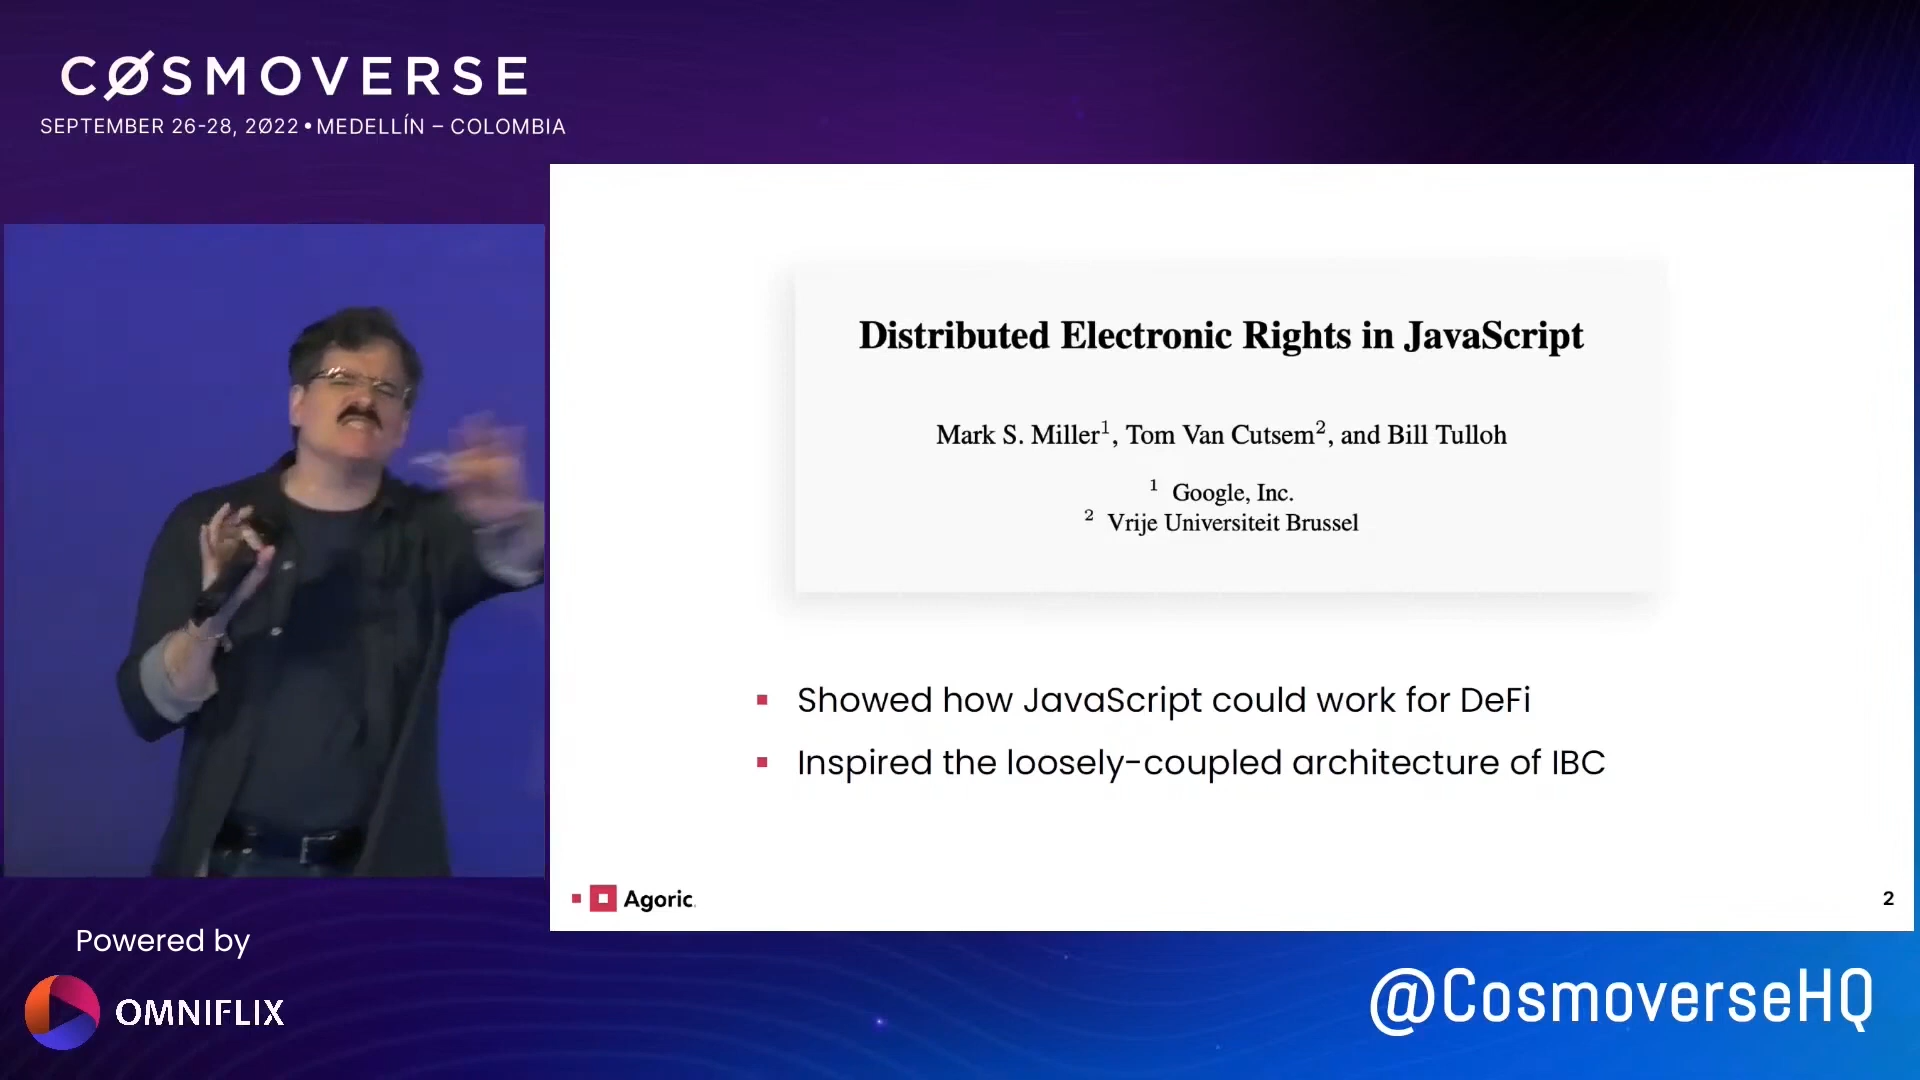 CØSMOVERSE
SEPTEMBER 26-28, 2Ø22 • MEDELLÍN – COLOMBIA
Distributed Electronic Rights in JavaScript
Mark S. Miller¹, Tom Van Cutsem², and Bill Tulloh
¹ Google, Inc.
² Vrije Universiteit Brussel
▪ Showed how JavaScript could work for DeFi
▪ Inspired the loosely-coupled architecture of IBC
Agoric
2
Powered by
OMNIFLIX
@CosmoverseHQ